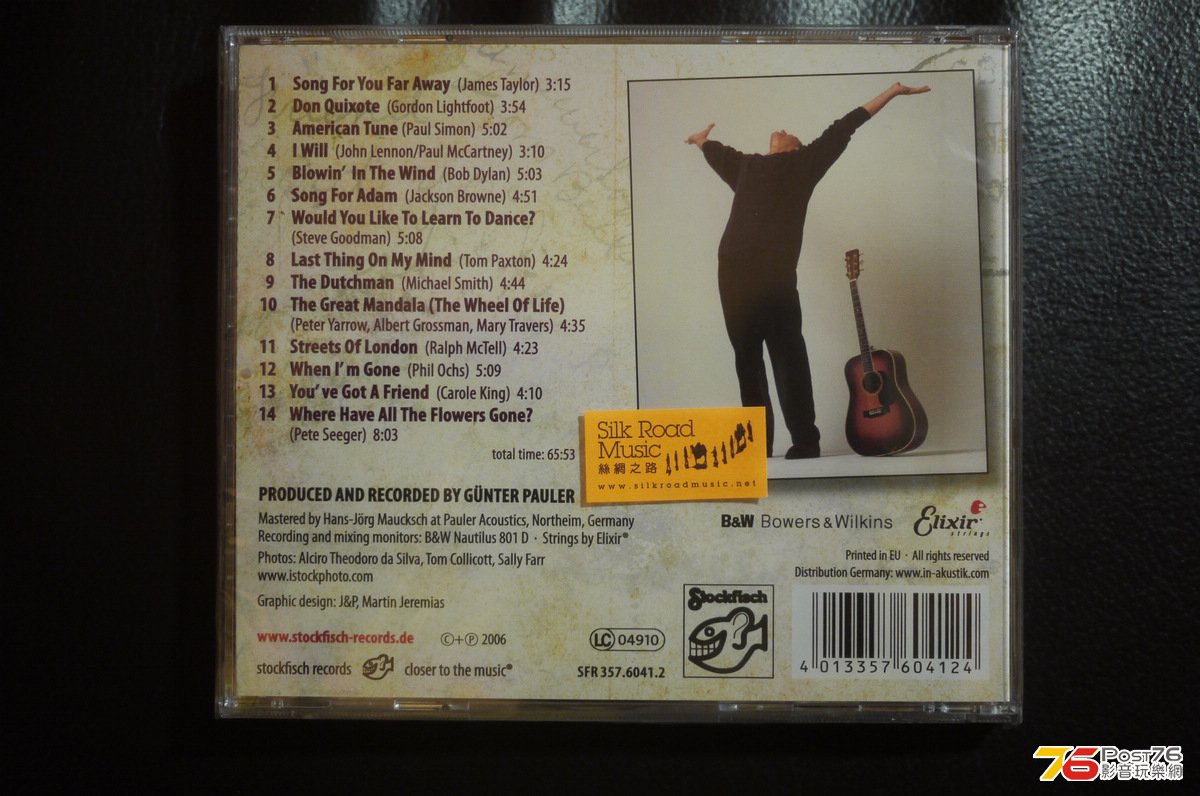 1 Song For You Far Away (James Taylor) 3:15
2 Don Quixote (Gordon Lightfoot) 3:54
3 American Tune (Paul Simon) 5:02
4 I Will (John Lennon/Paul McCartney) 3:10
5 Blowin' In The Wind (Bob Dylan) 5:03
6 Song For Adam (Jackson Browne) 4:51
7 Would You Like To Learn To Dance?
(Steve Goodman) 5:08
8 Last Thing On My Mind (Tom Paxton) 4:24
9 The Dutchman (Michael Smith) 4:44
10 The Great Mandala (The Wheel Of Life)
(Peter Yarrow, Albert Grossman, Mary Travers) 4:35
11 Streets Of London (Ralph McTell) 4:23
12 When I'm Gone (Phil Ochs) 5:09
13 You've Got A Friend (Carole King) 4:10
14 Where Have All The Flowers Gone?
(Pete Seeger) 8:03
total time: 65:53
Silk Road
Music
絲綢之路
www.silkroadmusic.net
PRODUCED AND RECORDED BY GÜNTER PAULER
Mastered by Hans-Jörg Maucksch at Pauler Acoustics, Northeim, Germany
Recording and mixing monitors: B&W Nautilus 801 D · Strings by Elixir®
Photos: Alciro Theodoro da Silva, Tom Collicott, Sally Farr
www.istockphoto.com
Graphic design: J&P, Martin Jeremias
B&W Bowers & Wilkins
Elixir
strings
Printed in EU · All rights reserved
Distribution Germany: www.in-akustik.com
www.stockfisch-records.de
©+℗ 2006
LC 04910
stockfisch records closer to the music®
SFR 357.6041.2
Stockfisch
4 013357 604124
76 Post76
影音玩樂網